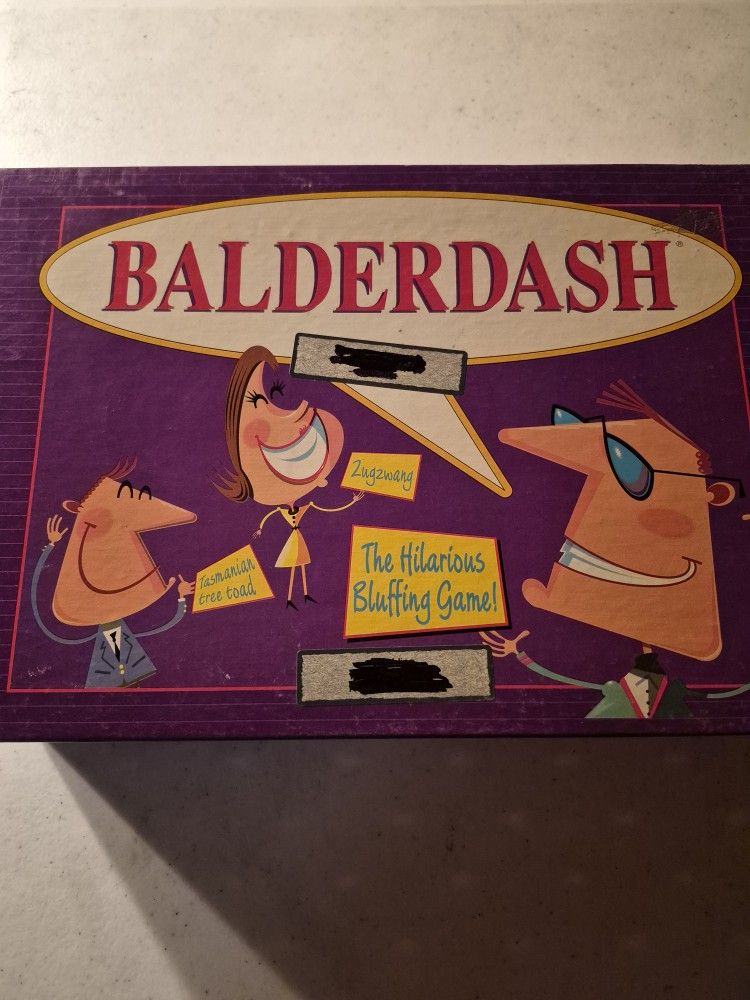 BALDERDASH®
Zugzwang
Tasmanian
tree toad
The Hilarious
Bluffing Game!